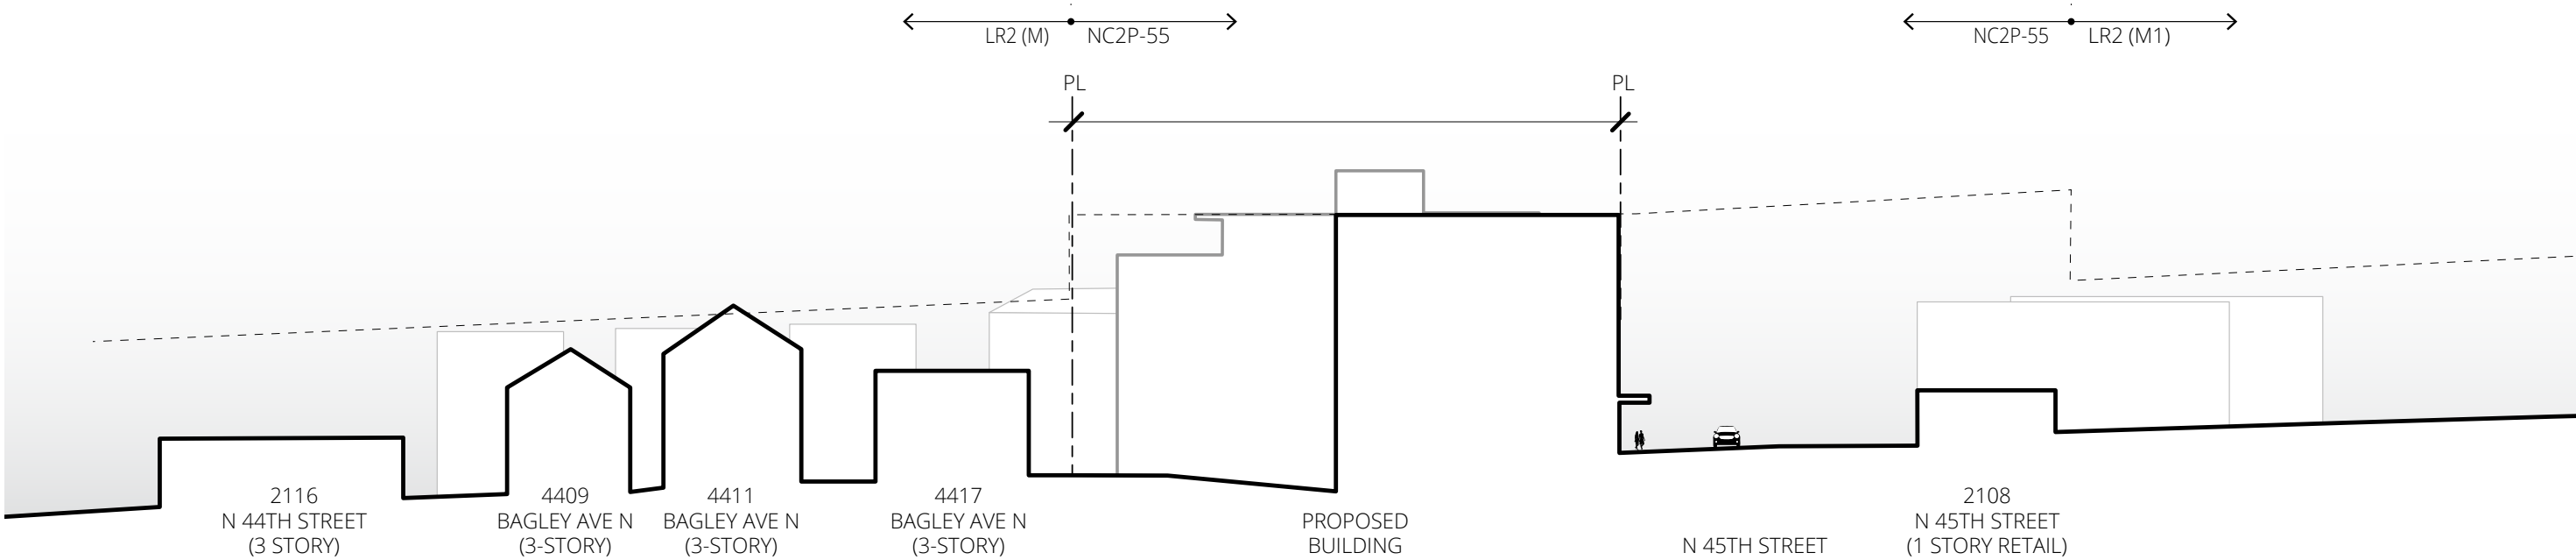 LR2 (M) NC2P-55
NC2P-55 LR2 (M1)
PL
PL
2116
N 44TH STREET
(3 STORY)
4409
BAGLEY AVE N
(3-STORY)
4411
BAGLEY AVE N
(3-STORY)
4417
BAGLEY AVE N
(3-STORY)
PROPOSED
BUILDING
N 45TH STREET
2108
N 45TH STREET
(1 STORY RETAIL)